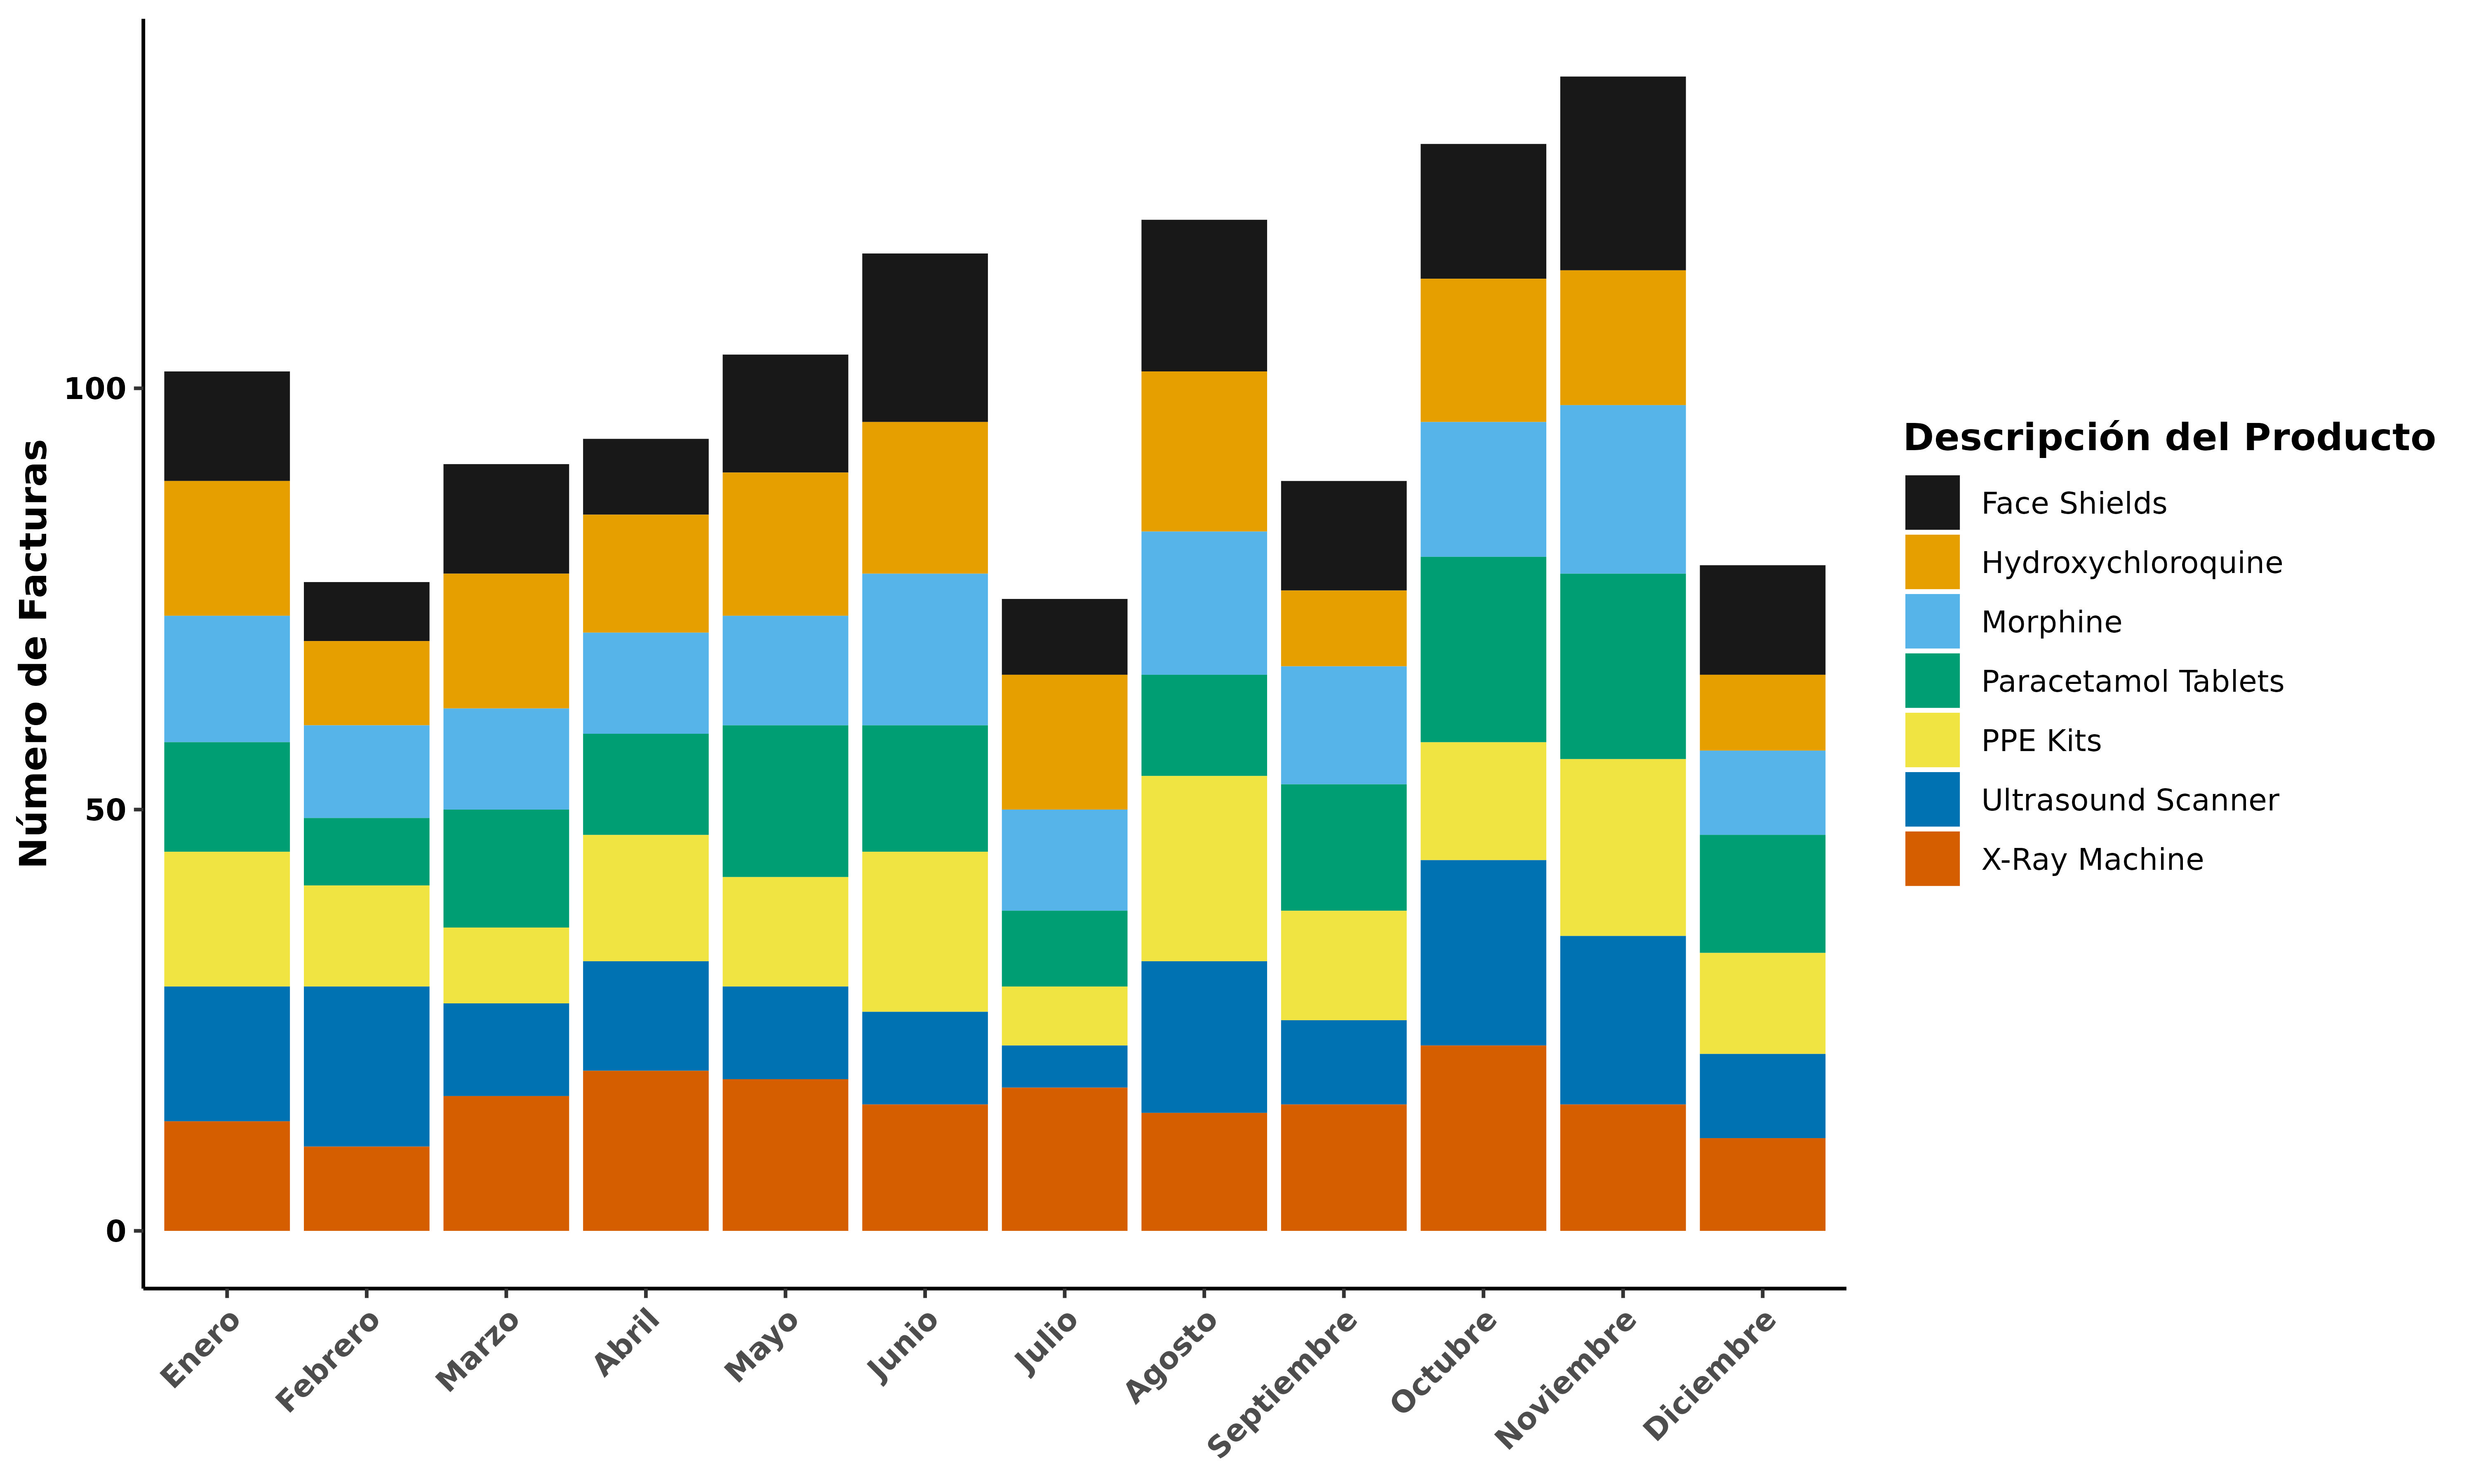 Número de Facturas
100
50
0
Enero
Febrero
Marzo
Abril
Mayo
Junio
Julio
Agosto
Septiembre
Octubre
Noviembre
Diciembre
Descripción del Producto
Face Shields
Hydroxychloroquine
Morphine
Paracetamol Tablets
PPE Kits
Ultrasound Scanner
X-Ray Machine